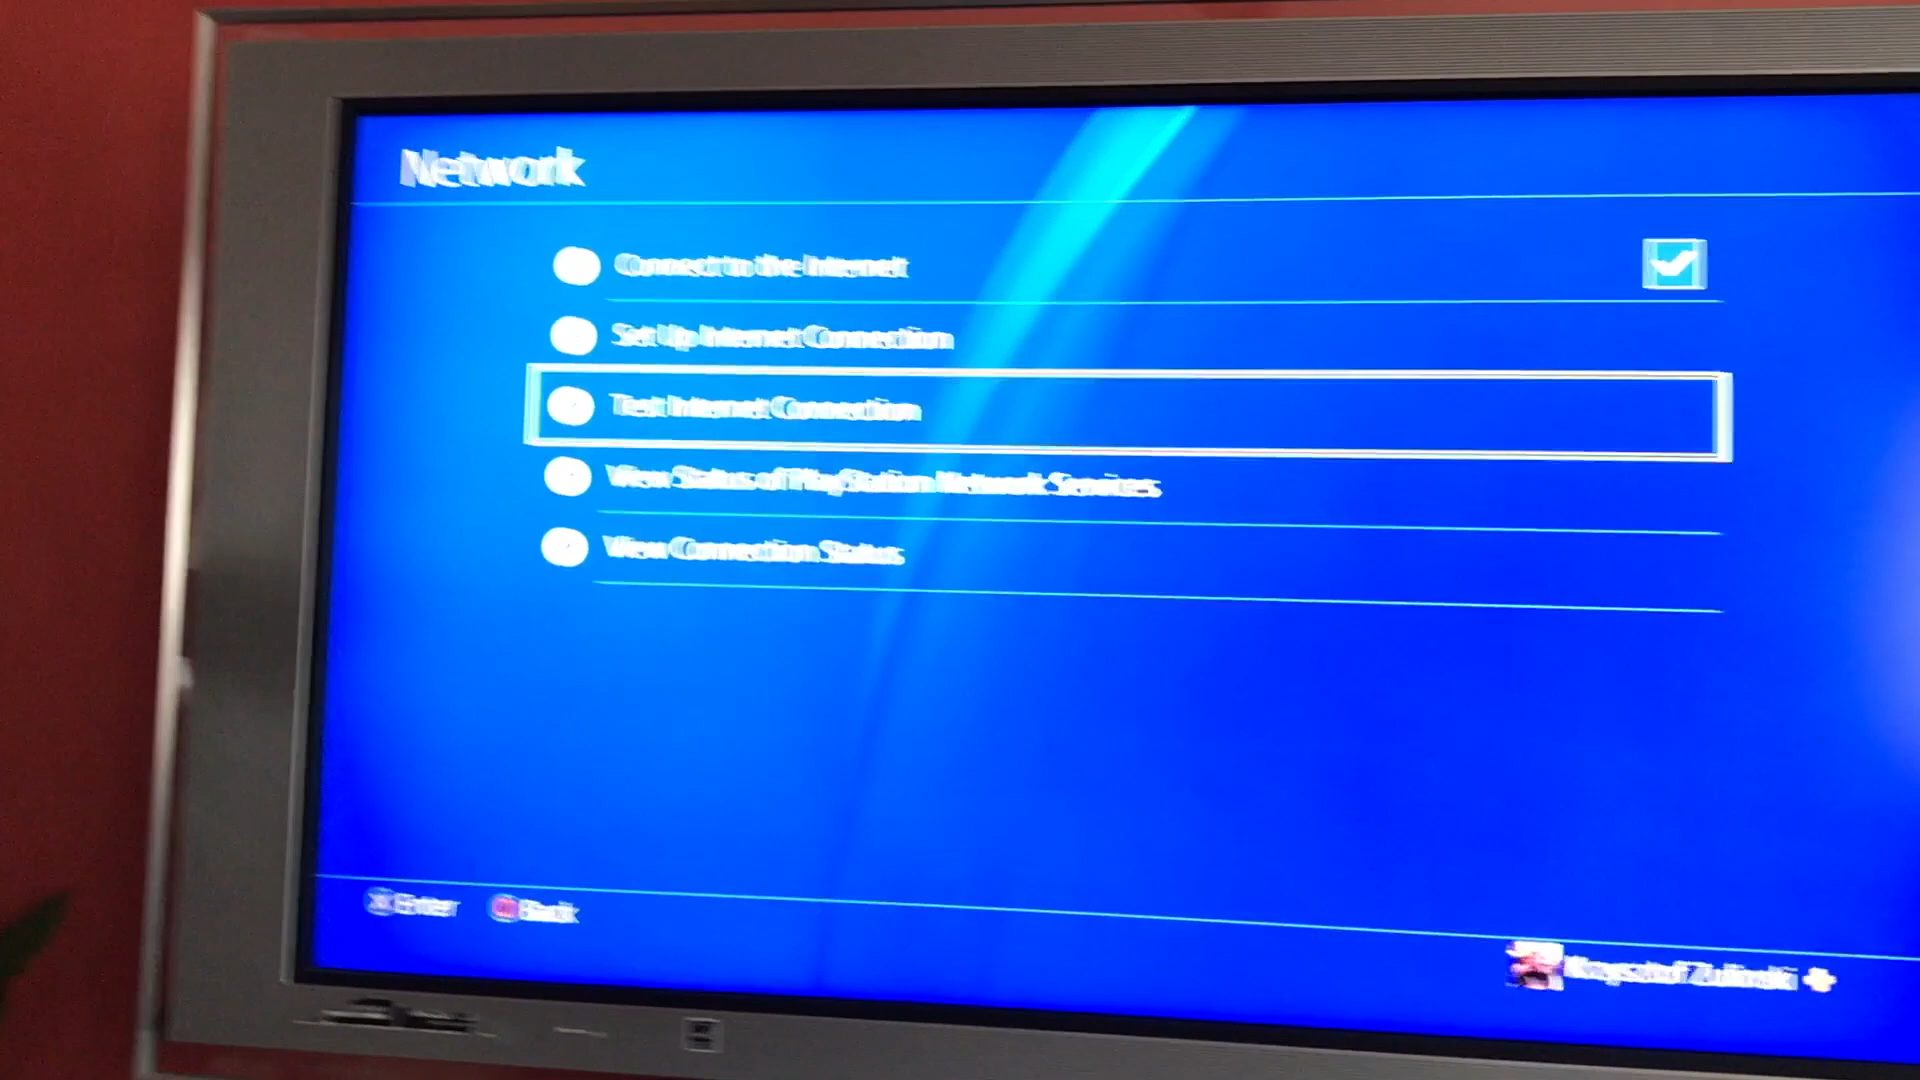 Network
Connect to the Internet
Set Up Internet Connection
Test Internet Connection
View Status of PlayStation Network Services
View Connection Status
Enter
Back